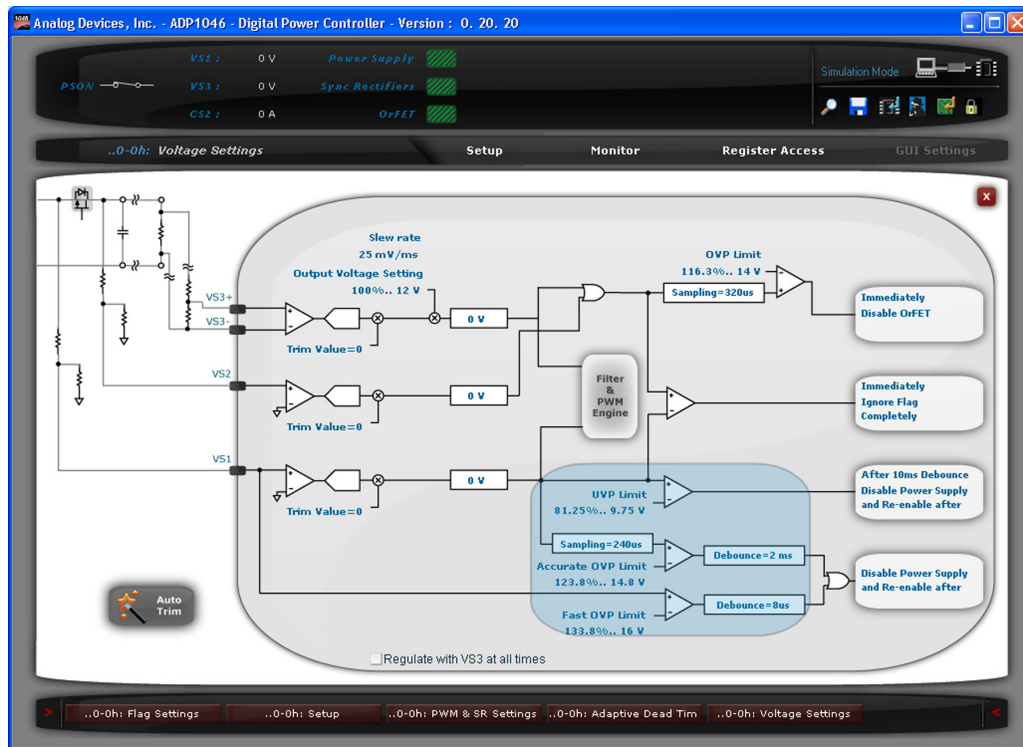 Analog Devices, Inc. - ADP1046 - Digital Power Controller - Version : 0. 20. 20
VS1 : 0 V Power Supply
PSON VS3 : 0 V Sync Rectifiers
CS2 : 0 A OrFET
Simulation Mode
..0-0h: Voltage Settings Setup Monitor Register Access GUI Settings
X
Slew rate
25 mV/ms
Output Voltage Setting
100%.. 12 V
OVP Limit
116.3%.. 14 V
Sampling=320us
Immediately
Disable OrFET
VS3+
VS3-
0 V
Trim Value=0
VS2
0 V
Trim Value=0
Filter
&
PWM
Engine
Immediately
Ignore Flag
Completely
VS1
0 V
Trim Value=0
UVP Limit
81.25%.. 9.75 V
After 10ms Debounce
Disable Power Supply
and Re-enable after
Sampling=240us
Accurate OVP Limit
123.8%.. 14.8 V
Debounce=2 ms
Fast OVP Limit
133.8%.. 16 V
Debounce=8us
Disable Power Supply
and Re-enable after
Auto
Trim
Regulate with VS3 at all times
> ..0-0h: Flag Settings ..0-0h: Setup ..0-0h: PWM & SR Settings ..0-0h: Adaptive Dead Tim ..0-0h: Voltage Settings <